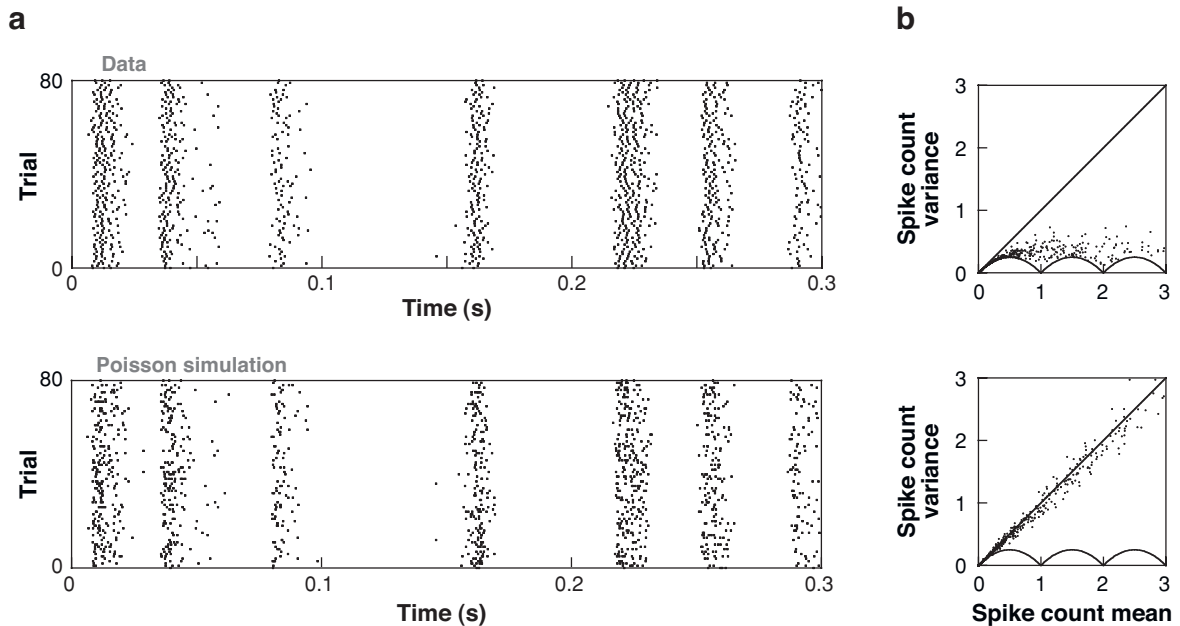 a
b
Data
80
Trial
0
0
0.1
0.2
0.3
Time (s)
3
Spike count
variance
2
1
0
0
1
2
3
Poisson simulation
80
Trial
0
0
0.1
0.2
0.3
Time (s)
3
Spike count
variance
2
1
0
0
1
2
3
Spike count mean